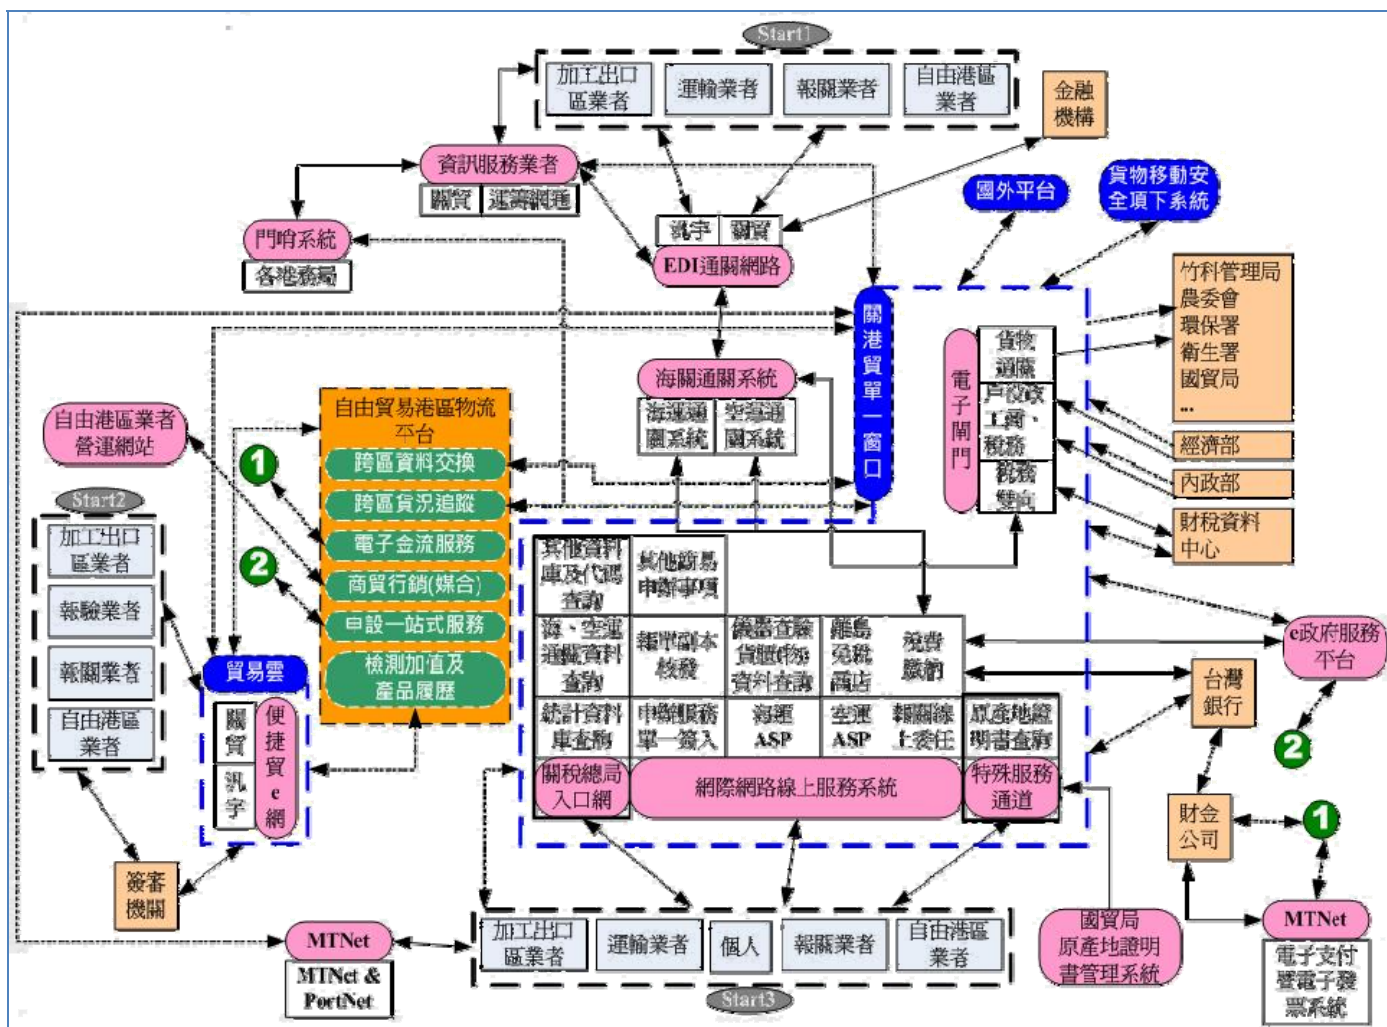 Start1
加工出口
區業者
運輸業者
報關業者
自由港區
業者
金融
機構
資訊服務業者
關貿
運籌網通
國外平台
貨物移動安
全項下系統
門哨系統
各港務局
汎宇
關貿
EDI通關網路
關港貿單一窗口
竹科管理局
農委會
環保署
衛生署
國貿局
...
電子閘門
貨物
通關
稅務
海關通關系統
海運通
關系統
空運通
關系統
自由港區業者
營運網站
自由貿易港區物流
平台
跨區資料交換
跨區貨況追蹤
電子金流服務
商貿行銷(媒合)
申設一站式服務
檢測加值及
產品履歷
1
2
經濟部
內政部
財稅資料
中心
稅務
雙向
Start2
加工出口
區業者
報驗業者
報關業者
自由港區
業者
其他資料
庫及代碼
查詢
其他簡易
申辦事項
海、空運
通關資料
查詢
報單副本
核發
儀器查驗
貨櫃(物)
資料查詢
離島
免稅
商店
稅費
繳納
e政府服務
平台
貿易雲
關貿
汎宇
便捷貿e網
統計資料
庫查詢
申辦服務
單一簽入
海運
ASP
空運
ASP
報關線
上委任
原產地證
明書查詢
台灣
銀行
2
關稅總局
入口網
網際網路線上服務系統
特殊服務
通道
財金
公司
1
簽審
機關
MTNet
MTNet &
PortNet
加工出口
區業者
運輸業者
個人
報關業者
自由港區
業者
Start3
國貿局
原產地證明
書管理系統
MTNet
電子支付
暨電子發
票系統